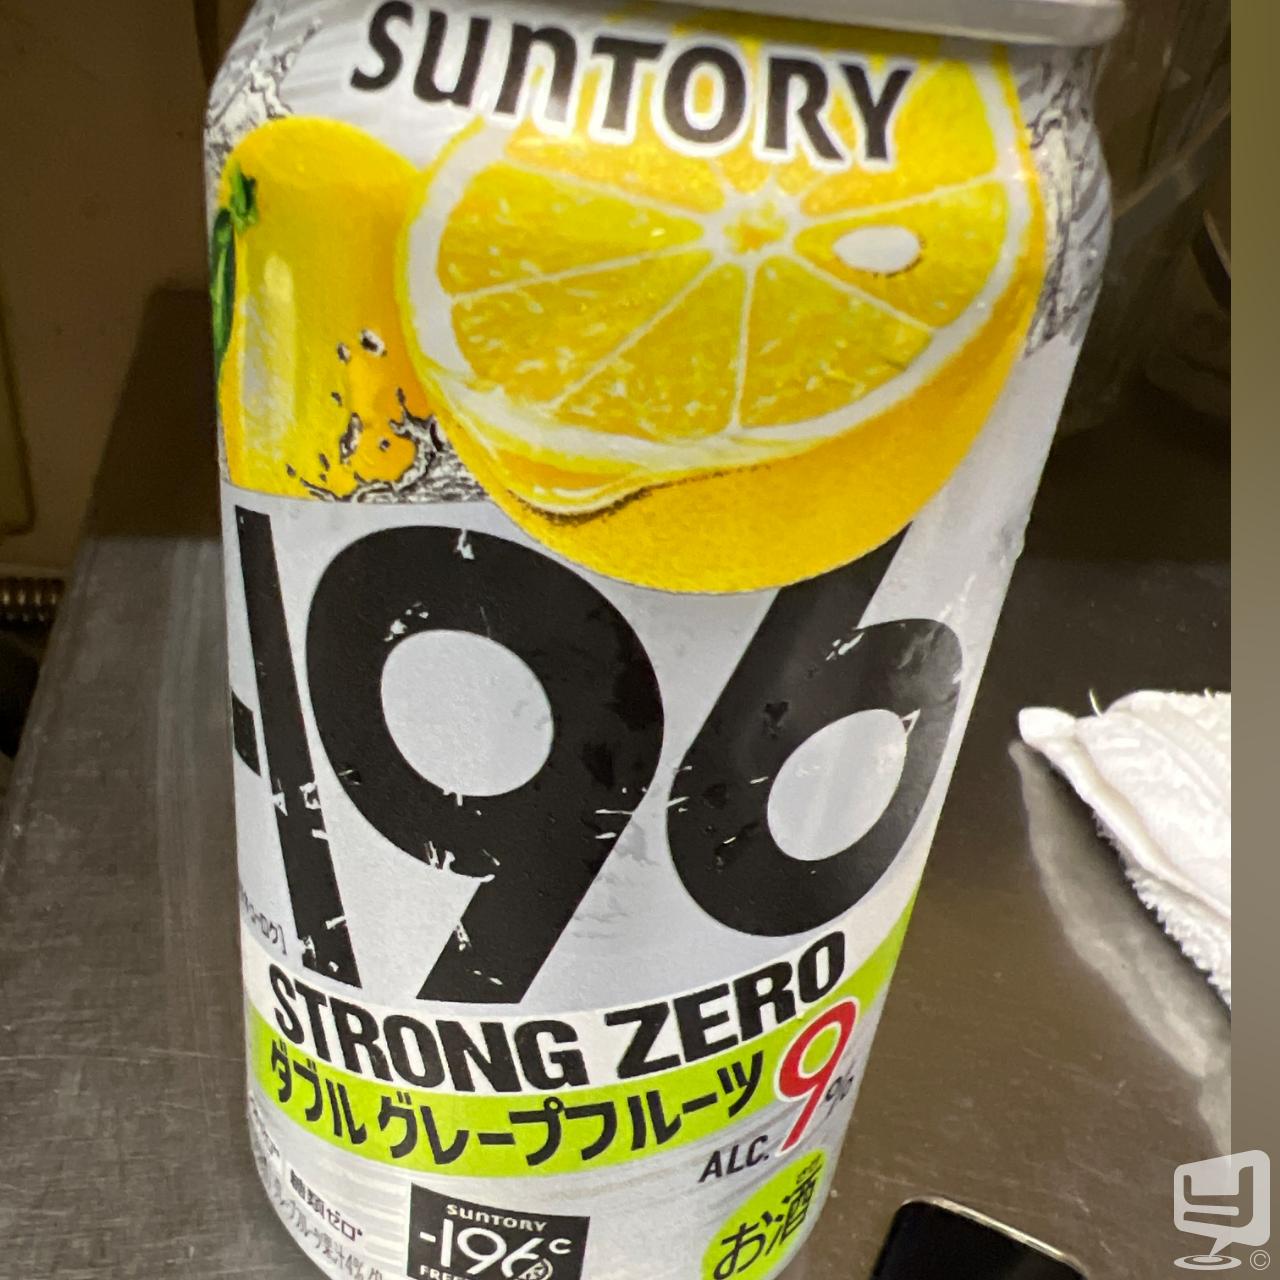 SUNTORY
-196
STRONG ZERO
ダブルグレープフルーツ
ALC. 9%
糖類ゼロ*
お酒
SUNTORY
-196℃